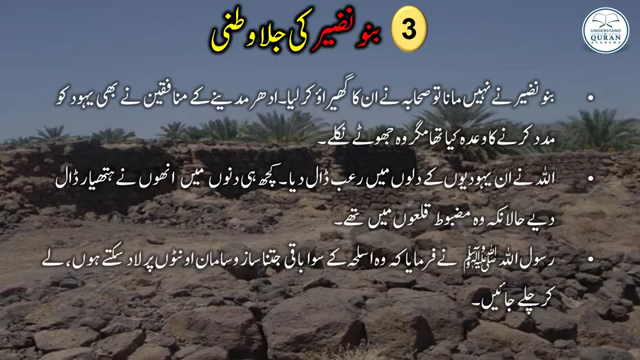 3 بنو نضیر کی جلا وطنی
UNDERSTAND
QURAN
ACADEMY
• بنو نضیر نے نہیں مانا تو صحابہ نے ان کا گھیراؤ کر لیا۔ ادھر مدینے کے منافقین نے بھی یہود کو
مدد کرنے کا وعدہ کیا تھا مگر وہ جھوٹے نکلے۔
• اللہ نے ان یہودیوں کے دلوں میں رعب ڈال دیا۔ کچھ ہی دنوں میں انھوں نے ہتھیار ڈال
دیے حالانکہ وہ مضبوط قلعوں میں تھے۔
• رسول اللہ ﷺ نے فرمایا کہ وہ اسلحہ کے سوا باقی جتنا ساز و سامان اونٹوں پر لاد سکتے ہوں، لے
کر چلے جائیں۔